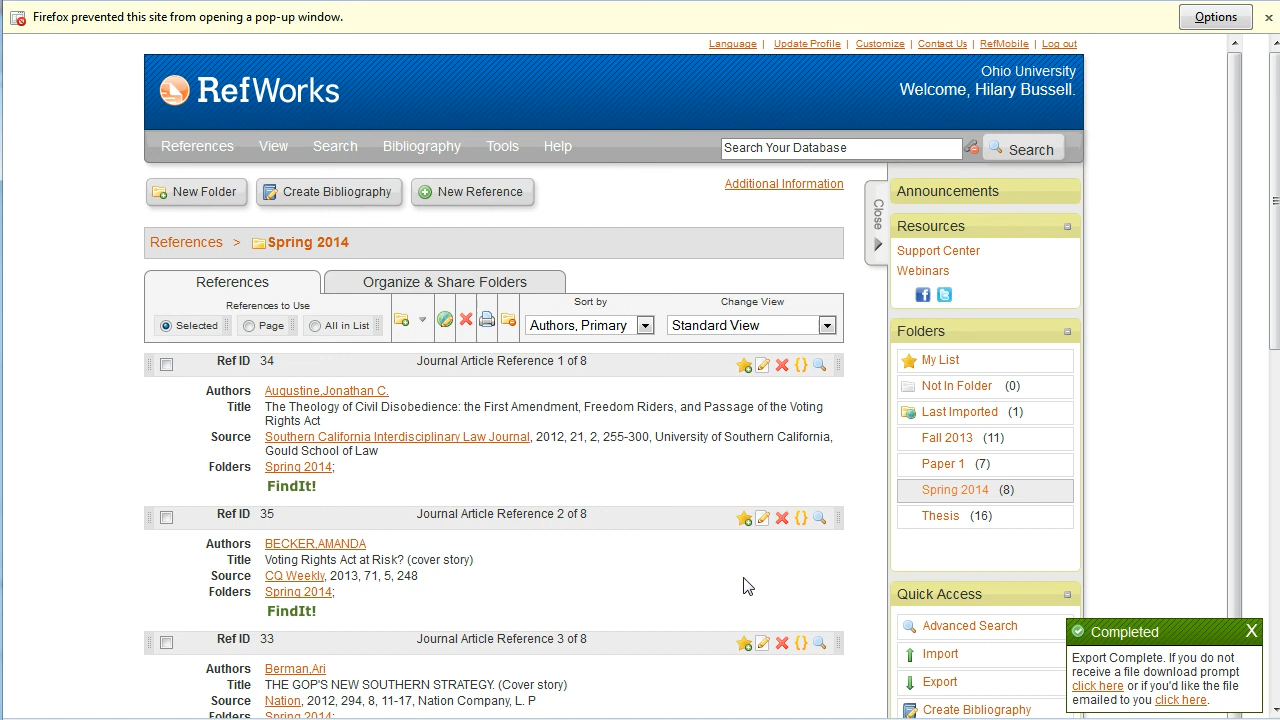 Firefox prevented this site from opening a pop-up window.
Options
×
Language | Update Profile | Customize | Contact Us | RefMobile | Log out
RefWorks
Ohio University
Welcome, Hilary Bussell.
References View Search Bibliography Tools Help
Search Your Database
Search
New Folder
Create Bibliography
New Reference
Additional Information
References > Spring 2014
References
Organize & Share Folders
References to Use
Selected Page All in List
Sort by
Authors, Primary
Change View
Standard View
Ref ID 34 Journal Article Reference 1 of 8
Authors Augustine,Jonathan C.
Title The Theology of Civil Disobedience: the First Amendment, Freedom Riders, and Passage of the Voting
Rights Act
Source Southern California Interdisciplinary Law Journal, 2012, 21, 2, 255-300, University of Southern California,
Gould School of Law
Folders Spring 2014;
FindIt!
Ref ID 35 Journal Article Reference 2 of 8
Authors BECKER,AMANDA
Title Voting Rights Act at Risk? (cover story)
Source CQ Weekly, 2013, 71, 5, 248
Folders Spring 2014;
FindIt!
Ref ID 33 Journal Article Reference 3 of 8
Authors Berman,Ari
Title THE GOP'S NEW SOUTHERN STRATEGY. (Cover story)
Source Nation, 2012, 294, 8, 11-17, Nation Company, L. P
Folders Spring 2014;
Close
Announcements
Resources
Support Center
Webinars
Folders
My List
Not In Folder (0)
Last Imported (1)
Fall 2013 (11)
Paper 1 (7)
Spring 2014 (8)
Thesis (16)
Quick Access
Advanced Search
Import
Export
Create Bibliography
Completed X
Export Complete. If you do not
receive a file download prompt
click here or if you'd like the file
emailed to you click here.